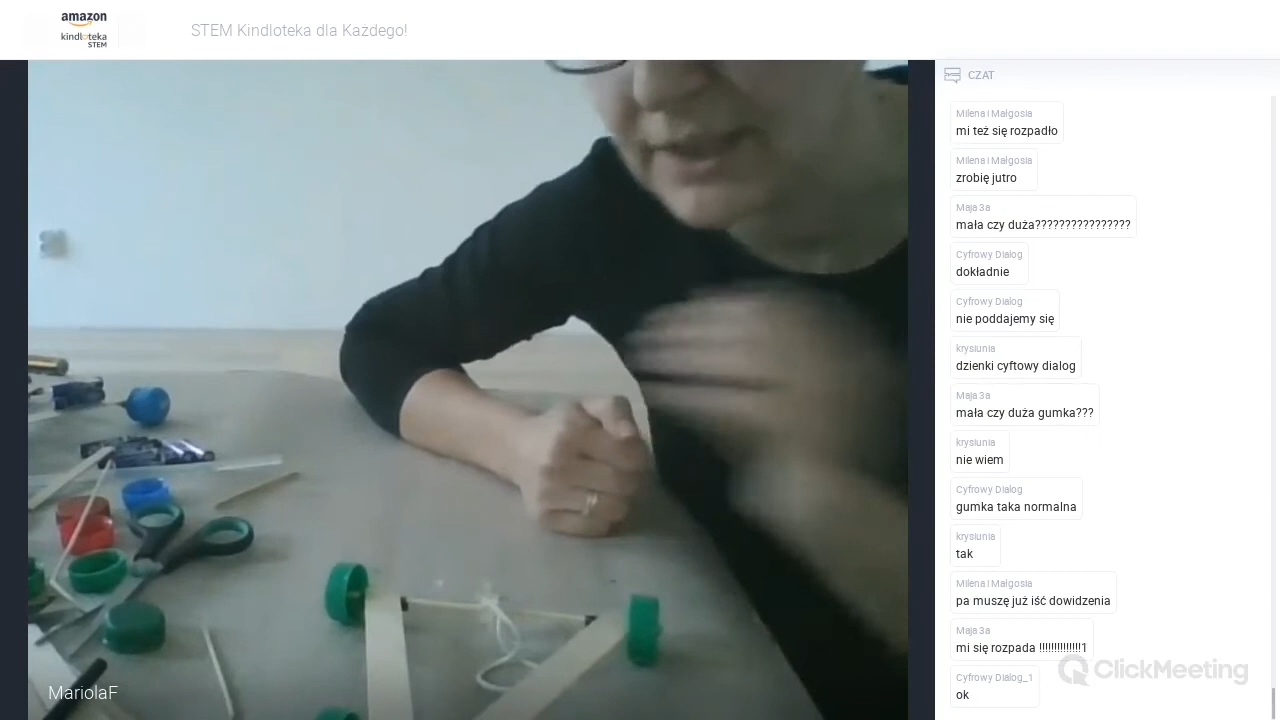 amazon
kindloteka
STEM
STEM Kindloteka dla Każdego!
CZAT
Milena i Małgosia
mi też się rozpadło
Milena i Małgosia
zrobię jutro
Maja 3a
mała czy duża????????????????
Cyfrowy Dialog
dokładnie
Cyfrowy Dialog
nie poddajemy się
krysiunia
dzienki cyftowy dialog
Maja 3a
mała czy duża gumka???
krysiunia
nie wiem
Cyfrowy Dialog
gumka taka normalna
krysiunia
tak
Milena i Małgosia
pa muszę już iść dowidzenia
Maja 3a
mi się rozpada !!!!!!!!!!!!!!1
Cyfrowy Dialog_1
ok
ClickMeeting
MariolaF